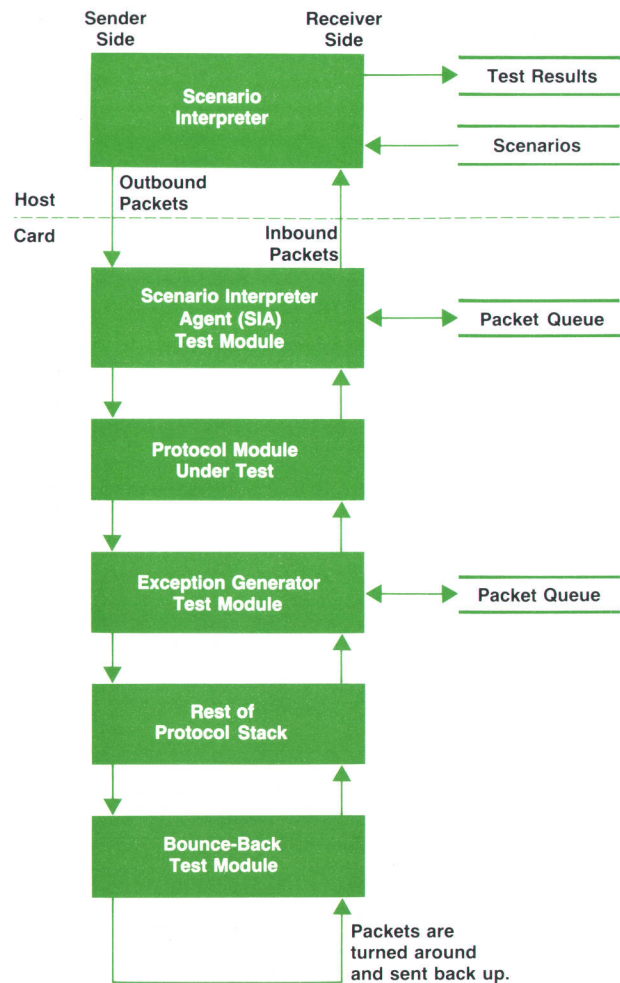 Sender
Side
Receiver
Side
Scenario
Interpreter
Test Results
Scenarios
Outbound
Packets
Host
Card
Inbound
Packets
Scenario Interpreter
Agent (SIA)
Test Module
Packet Queue
Protocol Module
Under Test
Exception Generator
Test Module
Packet Queue
Rest of
Protocol Stack
Bounce-Back
Test Module
Packets are
turned around
and sent back up.